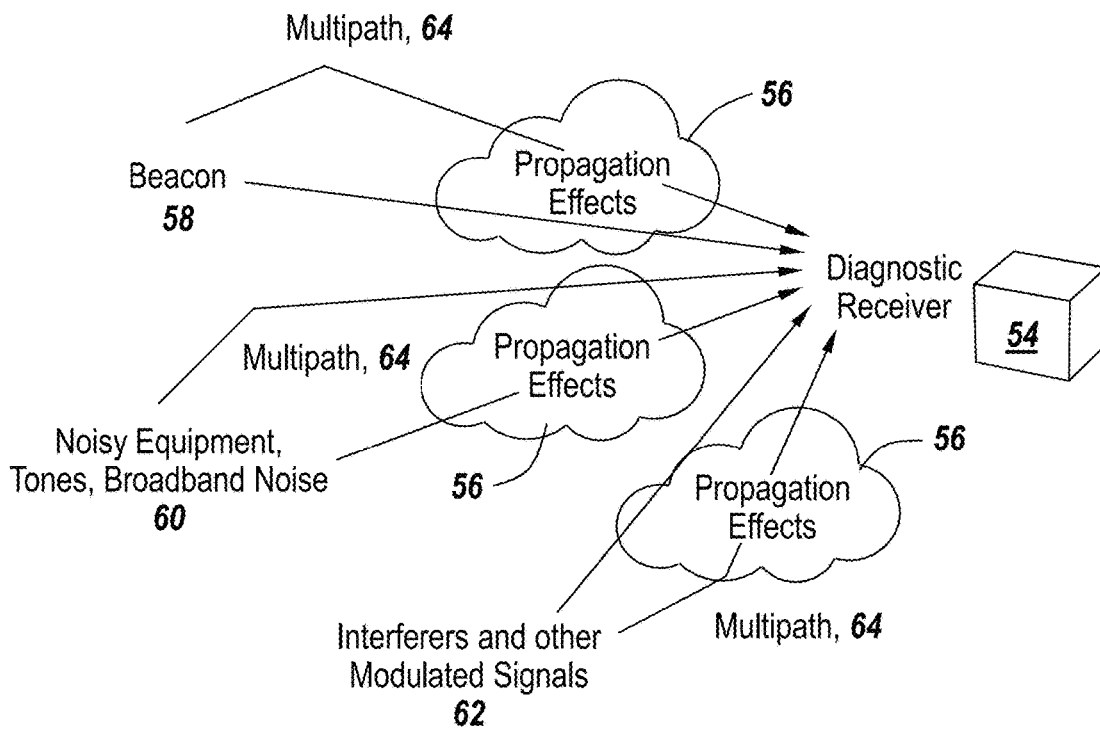 Multipath, 64
56
Propagation
Effects
Beacon
58
Diagnostic
Receiver
54
Multipath, 64
Propagation
Effects
56
Noisy Equipment,
Tones, Broadband Noise
60
56
Propagation
Effects
Multipath, 64
Interferers and other
Modulated Signals
62